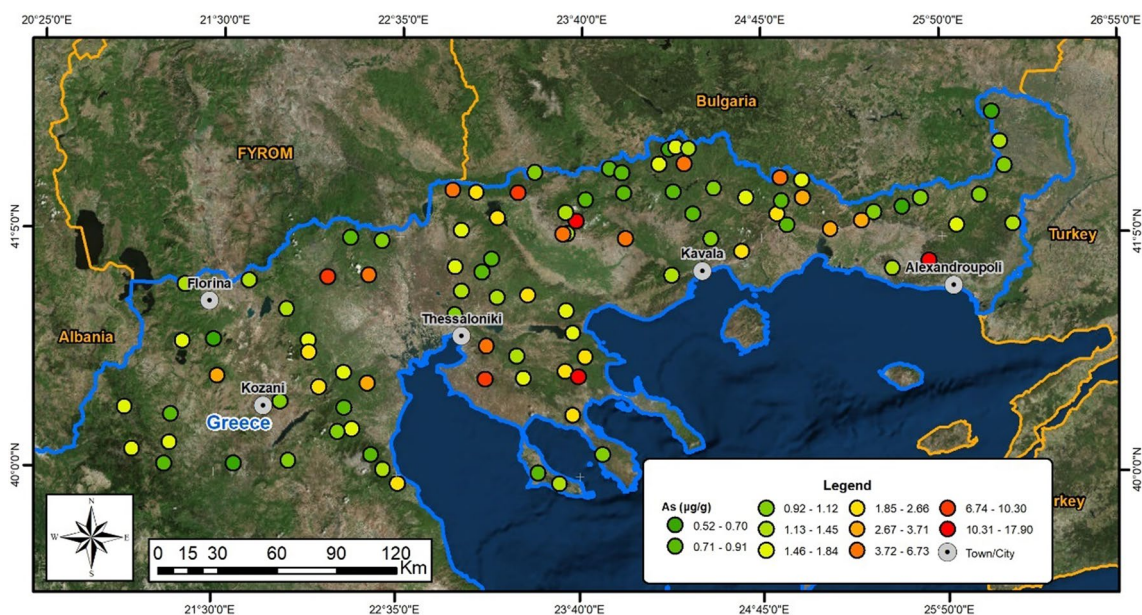 20°25'0"E 21°30'0"E 22°35'0"E 23°40'0"E 24°45'0"E 25°50'0"E 26°55'0"E
Bulgaria
FYROM
41°5'0"N 41°5'0"N
Kavala
Turkey
Florina
Alexandroupoli
Albania
Thessaloniki
Kozani
Greece
40°0'0"N 40°0'0"N
Legend
As (µg/g)
0.52 - 0.70
0.71 - 0.91
0.92 - 1.12
1.13 - 1.45
1.46 - 1.84
1.85 - 2.66
2.67 - 3.71
3.72 - 6.73
6.74 - 10.30
10.31 - 17.90
Town/City
rkey
N
W E
S
0 15 30 60 90 120
Km
21°30'0"E 22°35'0"E 23°40'0"E 24°45'0"E 25°50'0"E